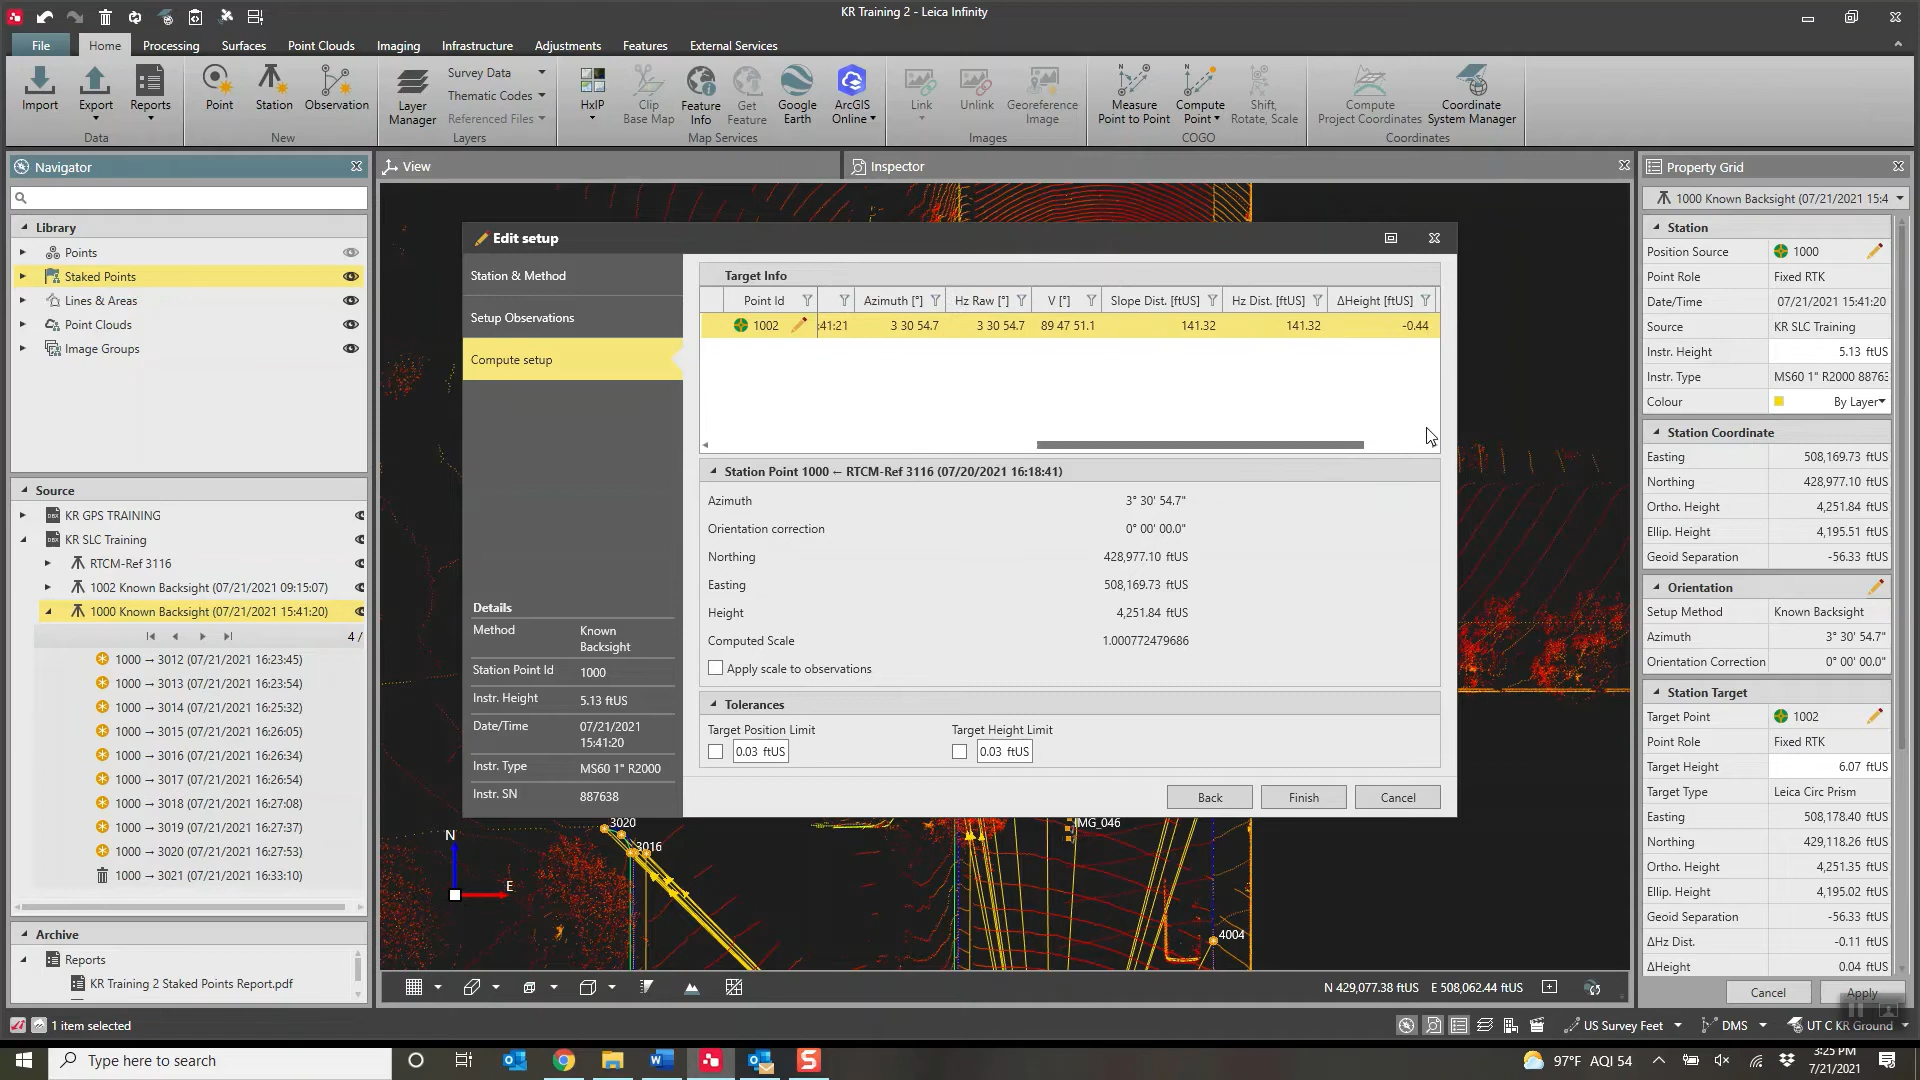 KR Training 2 - Leica Infinity
File Home Processing Surfaces Point Clouds Imaging Infrastructure Adjustments Features External Services
Import Export Reports
Data
Point Station Observation
New
Layer Manager
Survey Data
Thematic Codes
Referenced Files
Layers
HxIP
Clip Base Map
Feature Info
Get Feature
Google Earth
ArcGIS Online
Map Services
Link
Unlink
Georeference Image
Images
Measure Point to Point
Compute Point
Shift, Rotate, Scale
COGO
Compute Project Coordinates
Coordinate System Manager
Coordinates
Navigator
Library
Points
Staked Points
Lines & Areas
Point Clouds
Image Groups
Source
KR GPS TRAINING
KR SLC Training
RTCM-Ref 3116
1002 Known Backsight (07/21/2021 09:15:07)
1000 Known Backsight (07/21/2021 15:41:20)
4 /
1000 → 3012 (07/21/2021 16:23:45)
1000 → 3013 (07/21/2021 16:23:54)
1000 → 3014 (07/21/2021 16:25:32)
1000 → 3015 (07/21/2021 16:26:05)
1000 → 3016 (07/21/2021 16:26:34)
1000 → 3017 (07/21/2021 16:26:54)
1000 → 3018 (07/21/2021 16:27:08)
1000 → 3019 (07/21/2021 16:27:37)
1000 → 3020 (07/21/2021 16:27:53)
1000 → 3021 (07/21/2021 16:33:10)
Archive
Reports
KR Training 2 Staked Points Report.pdf
View
Inspector
Edit setup
Station & Method
Setup Observations
Compute setup
Details
Method Known Backsight
Station Point Id 1000
Instr. Height 5.13 ftUS
Date/Time 07/21/2021 15:41:20
Instr. Type MS60 1" R2000
Instr. SN 887638
Target Info
Point Id Azimuth [°] Hz Raw [°] V [°] Slope Dist. [ftUS] Hz Dist. [ftUS] ΔHeight [ftUS]
1002 :41:21 3 30 54.7 3 30 54.7 89 47 51.1 141.32 141.32 -0.44
Station Point 1000 ← RTCM-Ref 3116 (07/20/2021 16:18:41)
Azimuth 3° 30' 54.7"
Orientation correction 0° 00' 00.0"
Northing 428,977.10 ftUS
Easting 508,169.73 ftUS
Height 4,251.84 ftUS
Computed Scale 1.000772479686
Apply scale to observations
Tolerances
Target Position Limit Target Height Limit
0.03 ftUS 0.03 ftUS
Back Finish Cancel
3020
3016
IMG_046
4004
N
E
N 429,077.38 ftUS E 508,062.44 ftUS
Property Grid
1000 Known Backsight (07/21/2021 15:4
Station
Position Source 1000
Point Role Fixed RTK
Date/Time 07/21/2021 15:41:20
Source KR SLC Training
Instr. Height 5.13 ftUS
Instr. Type MS60 1" R2000 88763
Colour By Layer
Station Coordinate
Easting 508,169.73 ftUS
Northing 428,977.10 ftUS
Ortho. Height 4,251.84 ftUS
Ellip. Height 4,195.51 ftUS
Geoid Separation -56.33 ftUS
Orientation
Setup Method Known Backsight
Azimuth 3° 30' 54.7"
Orientation Correction 0° 00' 00.0"
Station Target
Target Point 1002
Point Role Fixed RTK
Target Height 6.07 ftUS
Target Type Leica Circ Prism
Easting 508,178.40 ftUS
Northing 429,118.26 ftUS
Ortho. Height 4,251.35 ftUS
Ellip. Height 4,195.02 ftUS
Geoid Separation -56.33 ftUS
ΔHz Dist. -0.11 ftUS
ΔHeight 0.04 ftUS
Cancel Apply
1 item selected
US Survey Feet DMS UT C KR Ground
Type here to search
97°F AQI 54
3:25 PM
7/21/2021